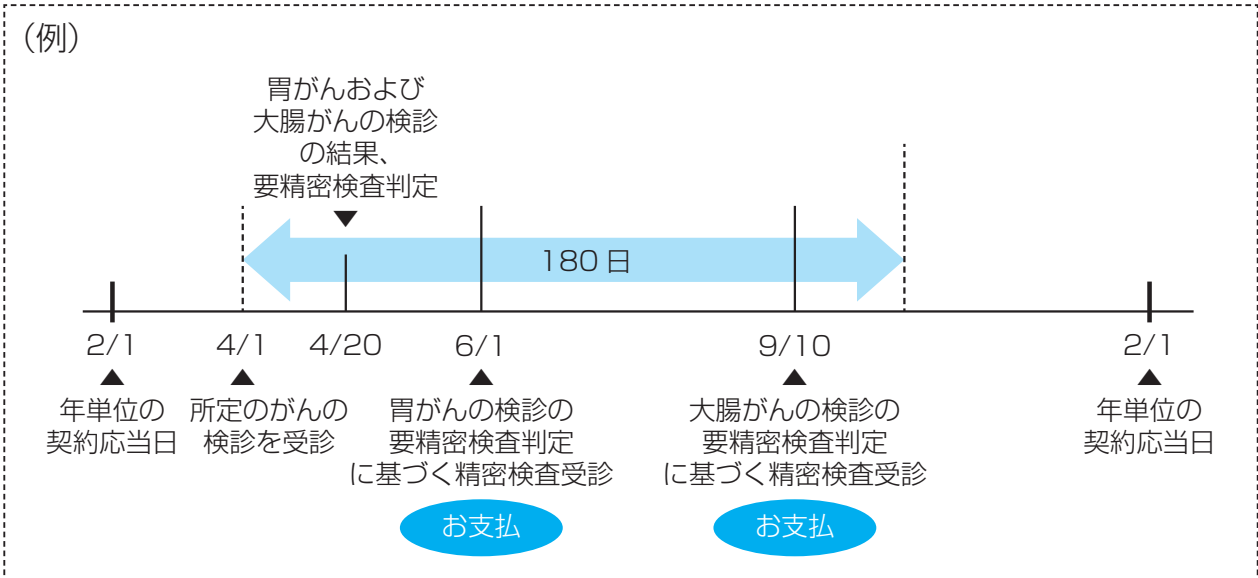 (例)
胃がんおよび
大腸がんの検診
の結果、
要精密検査判定
180日
2/1
4/1
4/20
6/1
9/10
2/1
年単位の
契約応当日
所定のがんの
検診を受診
胃がんの検診の
要精密検査判定
に基づく精密検査受診
お支払
大腸がんの検診の
要精密検査判定
に基づく精密検査受診
お支払
年単位の
契約応当日